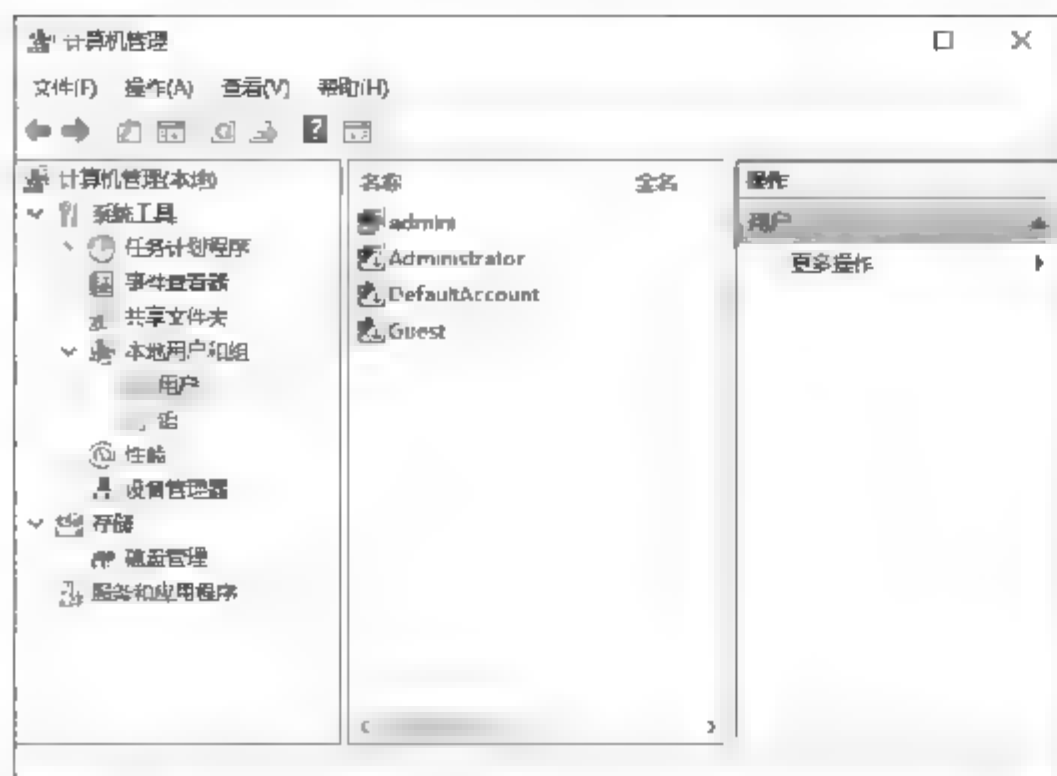 计算机管理
文件(F) 操作(A) 查看(V) 帮助(H)
计算机管理(本地)
系统工具
任务计划程序
事件查看器
共享文件夹
本地用户和组
用户
组
性能
设备管理器
存储
磁盘管理
服务和应用程序
名称 全名
admini
Administrator
DefaultAccount
Guest
操作
用户
更多操作